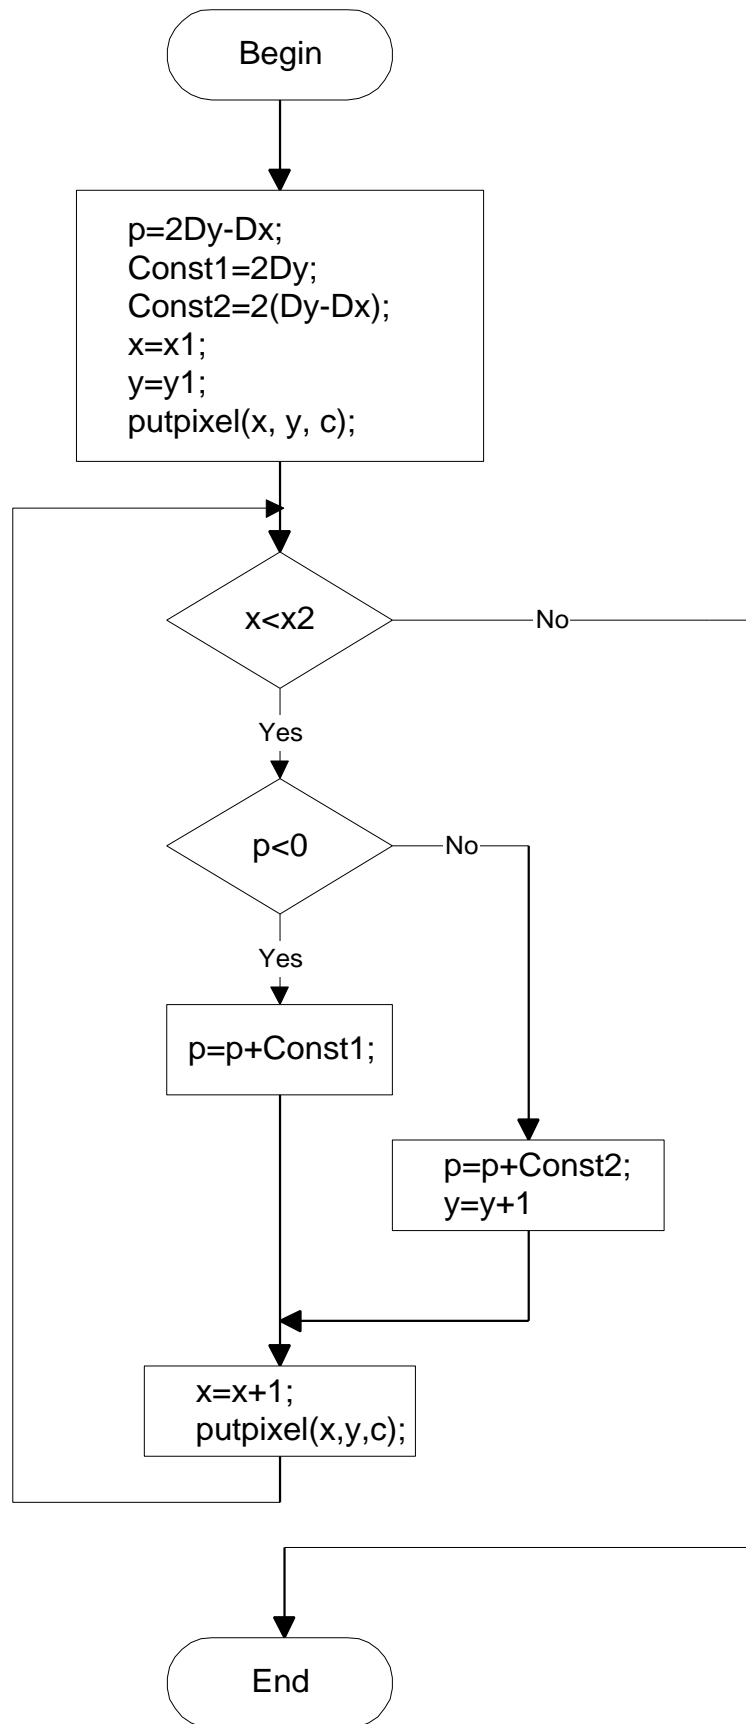 Begin
p=2Dy-Dx;
Const1=2Dy;
Const2=2(Dy-Dx);
x=x1;
y=y1;
putpixel(x, y, c);
x<x2
No
Yes
p<0
No
Yes
p=p+Const1;
p=p+Const2;
y=y+1
x=x+1;
putpixel(x,y,c);
End